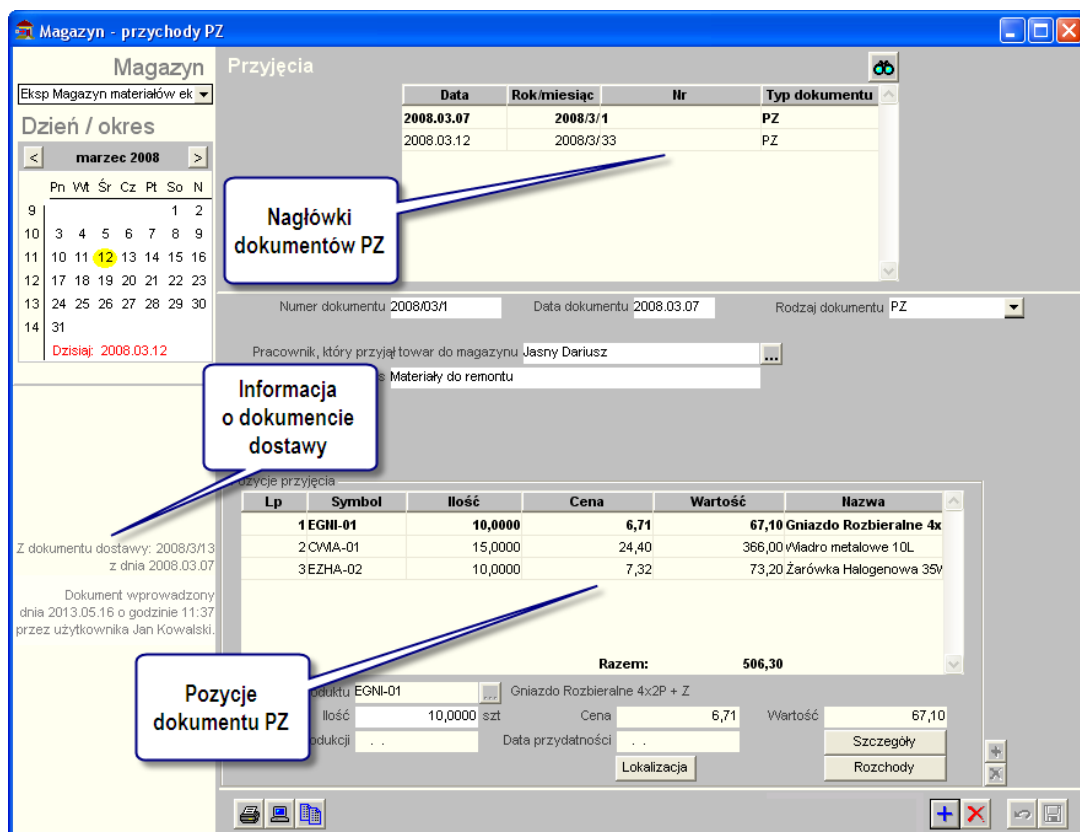 Magazyn - przychody PZ
Magazyn
Eksp Magazyn materiałów ek
Dzień / okres
< marzec 2008 >
Pn Wt Śr Cz Pt So N
9 1 2
10 3 4 5 6 7 8 9
11 10 11 12 13 14 15 16
12 17 18 19 20 21 22 23
13 24 25 26 27 28 29 30
14 31
Dzisiaj: 2008.03.12
Z dokumentu dostawy: 2008/3/13
z dnia 2008.03.07
Dokument wprowadzony
dnia 2013.05.16 o godzinie 11:37
przez użytkownika Jan Kowalski.
Przyjęcia
Data Rok/miesiąc Nr Typ dokumentu
2008.03.07 2008/3/1 PZ
2008.03.12 2008/3/33 PZ
Nagłówki
dokumentów PZ
Numer dokumentu 2008/03/1 Data dokumentu 2008.03.07 Rodzaj dokumentu PZ
Pracownik, który przyjął towar do magazynu Jasny Dariusz ...
s Materiały do remontu
Informacja
o dokumencie
dostawy
ozycje przyjęcia
Lp Symbol Ilość Cena Wartość Nazwa
1 EGNI-01 10,0000 6,71 67,10 Gniazdo Rozbieralne 4x
2 CWIA-01 15,0000 24,40 366,00 Wiadro metalowe 10L
3 EZHA-02 10,0000 7,32 73,20 Żarówka Halogenowa 35W
Razem: 506,30
Pozycje
dokumentu PZ
oduktu EGNI-01 ... Gniazdo Rozbieralne 4x2P + Z
Ilość 10,0000 szt Cena 6,71 Wartość 67,10
odukcji . . Data przydatności . . Szczegóły
Lokalizacja Rozchody